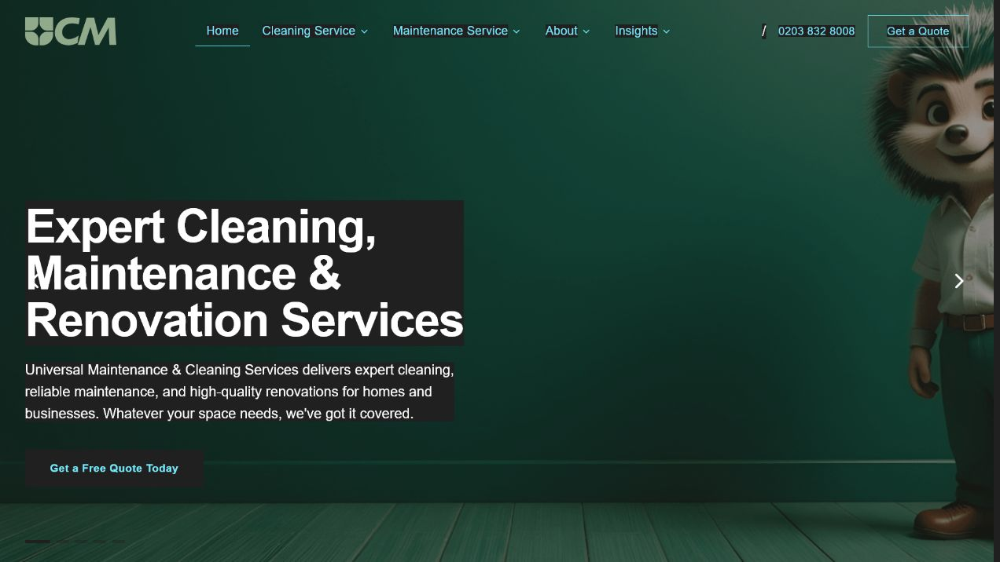 UCM
Home
Cleaning Service
Maintenance Service
About
Insights
/
0203 832 8008
Get a Quote
Expert Cleaning,
Maintenance &
Renovation Services
Universal Maintenance & Cleaning Services delivers expert cleaning,
reliable maintenance, and high-quality renovations for homes and
businesses. Whatever your space needs, we've got it covered.
Get a Free Quote Today